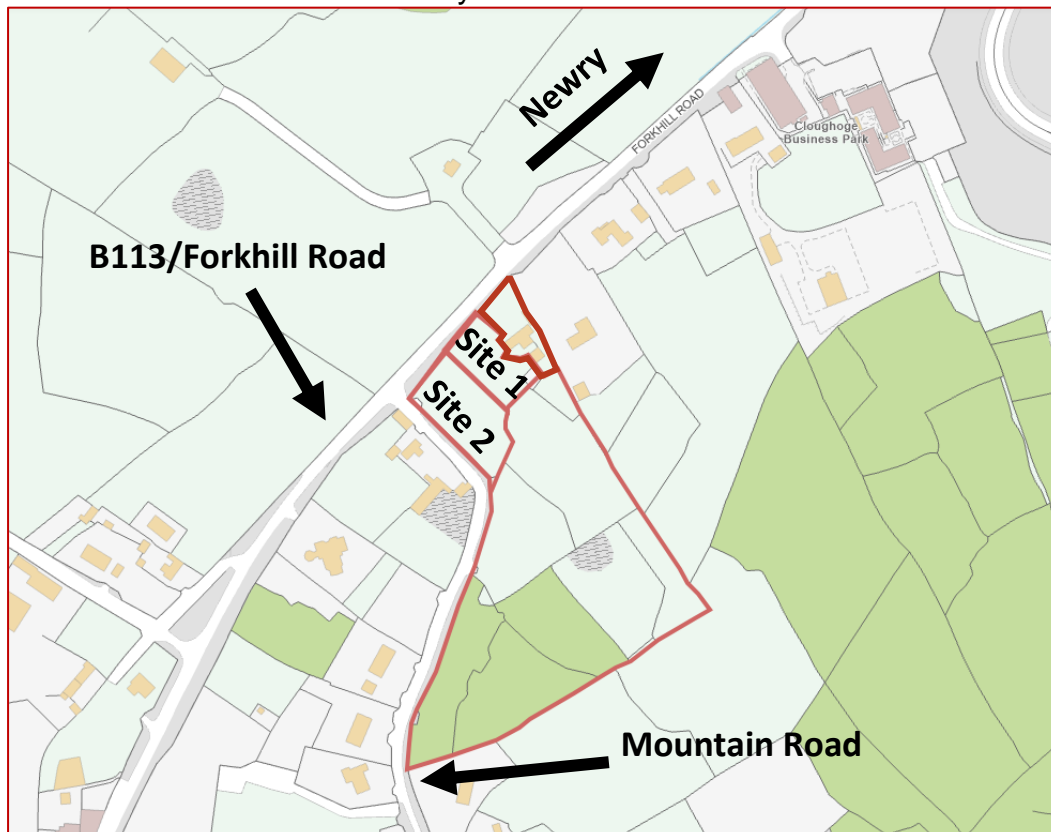 Newry
FORKHILL ROAD
Cloughoge
Business Park
B113/Forkhill Road
Site 1
Site 2
Mountain Road